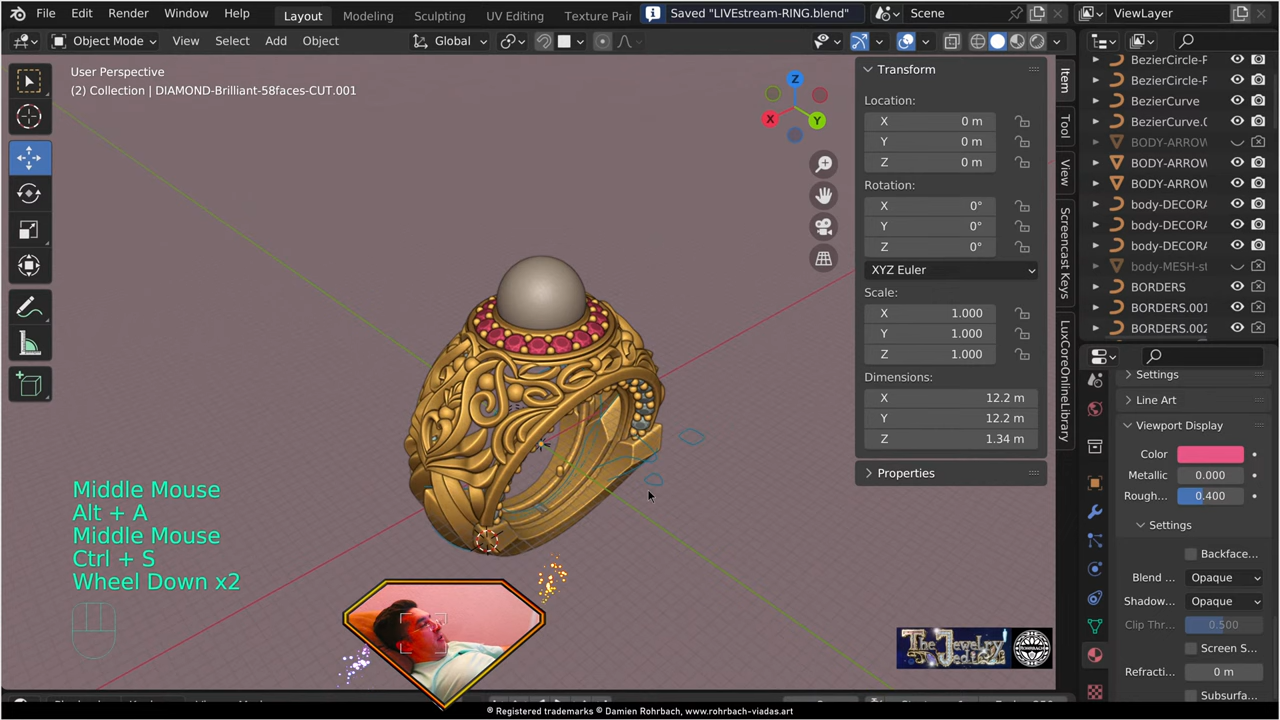 File Edit Render Window Help Layout Modeling Sculpting UV Editing Texture Pai Saved "LIVEstream-RING.blend" Scene ViewLayer
Object Mode View Select Add Object Global
User Perspective
(2) Collection | DIAMOND-Brilliant-58faces-CUT.001
Z
X
Y
Middle Mouse
Alt + A
Middle Mouse
Ctrl + S
Wheel Down x2
Transform
Location:
X 0 m
Y 0 m
Z 0 m
Rotation:
X 0°
Y 0°
Z 0°
XYZ Euler
Scale:
X 1.000
Y 1.000
Z 1.000
Dimensions:
X 12.2 m
Y 12.2 m
Z 1.34 m
Properties
Item
Tool
View
Screencast Keys
LuxCoreOnlineLibrary
BezierCircle-F
BezierCircle-F
BezierCurve
BezierCurve.0
BODY-ARROW
BODY-ARROW
BODY-ARROW
body-DECORA
body-DECORA
body-DECORA
body-MESH-st
BORDERS
BORDERS.001
BORDERS.002
Settings
Line Art
Viewport Display
Color
Metallic 0.000
Rough... 0.400
Settings
Backface...
Blend ... Opaque
Shadow... Opaque
Clip Thr... 0.500
Screen S...
Refracti... 0 m
Subsurfa...
The Jewelry Jedi
ROHRBACH
® Registered trademarks © Damien Rohrbach, www.rohrbach-viadas.art